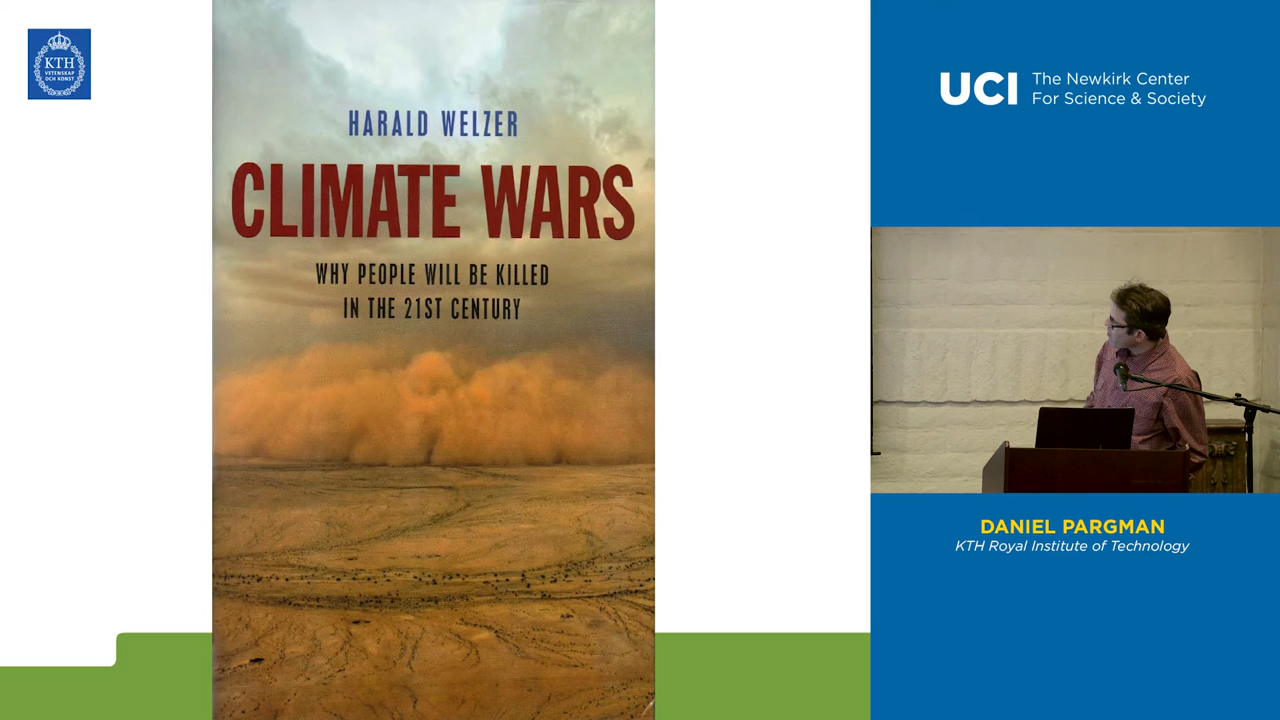 KTH
VETENSKAP
OCH KONST
HARALD WELZER
CLIMATE WARS
WHY PEOPLE WILL BE KILLED
IN THE 21ST CENTURY
UCI
The Newkirk Center
For Science & Society
DANIEL PARGMAN
KTH Royal Institute of Technology